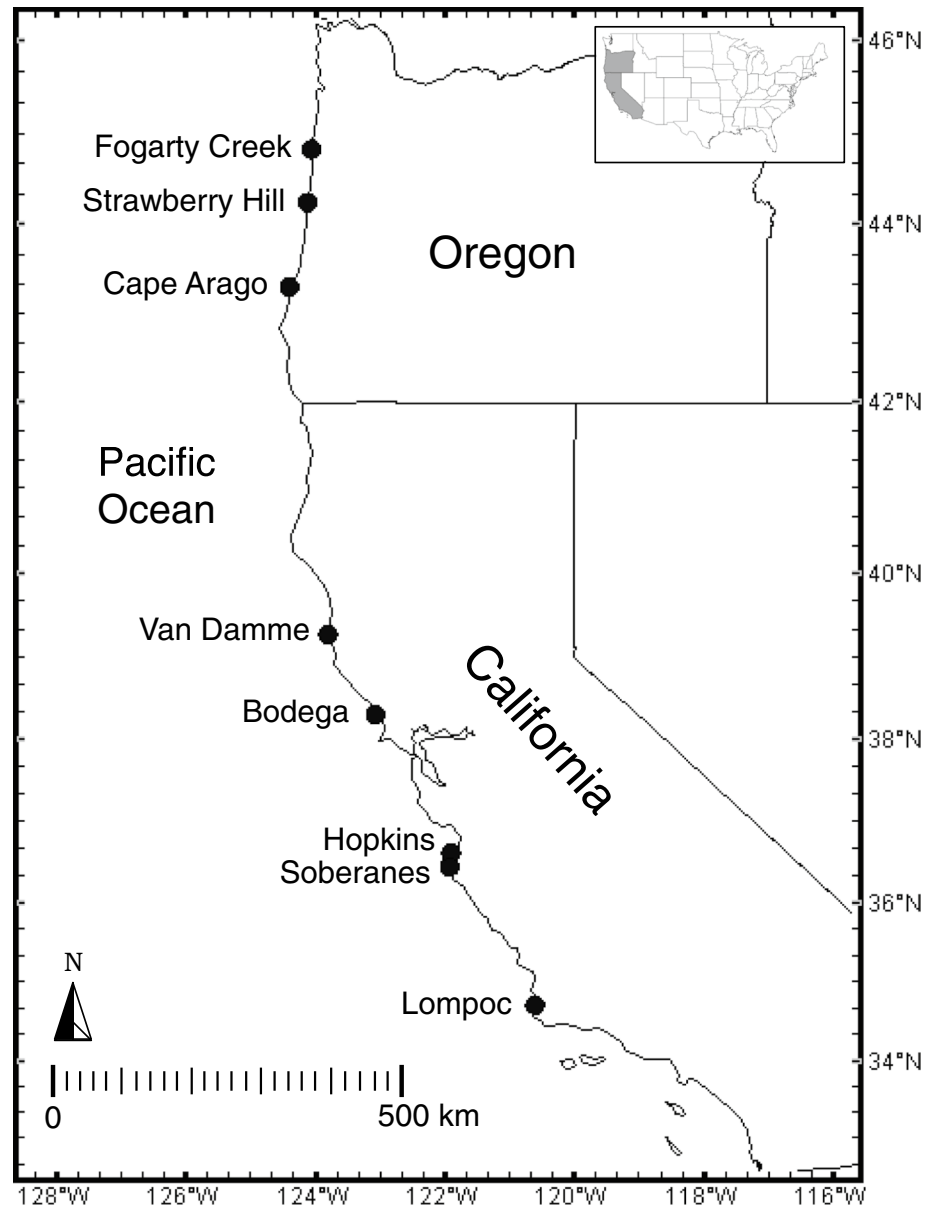 46°N
Fogarty Creek
Strawberry Hill
44°N
Oregon
Cape Arago
42°N
Pacific
Ocean
40°N
Van Damme
California
Bodega
38°N
Hopkins
Soberanes
36°N
N
Lompoc
34°N
0
500 km
128°W 126°W 124°W 122°W 120°W 118°W 116°W